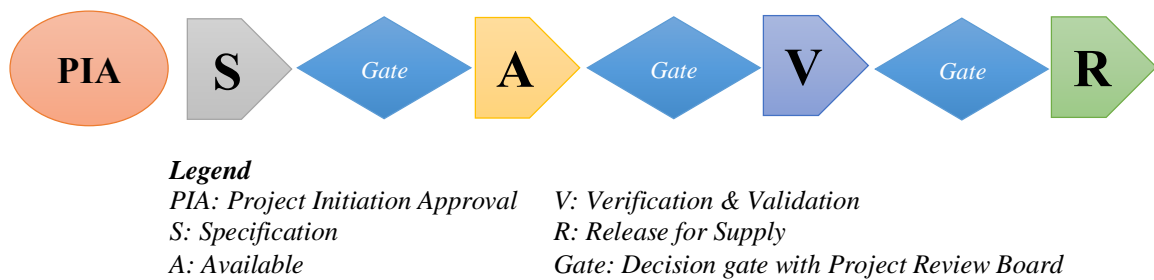 PIA S Gate A Gate V Gate R
Legend
PIA: Project Initiation Approval V: Verification & Validation
S: Specification R: Release for Supply
A: Available Gate: Decision gate with Project Review Board